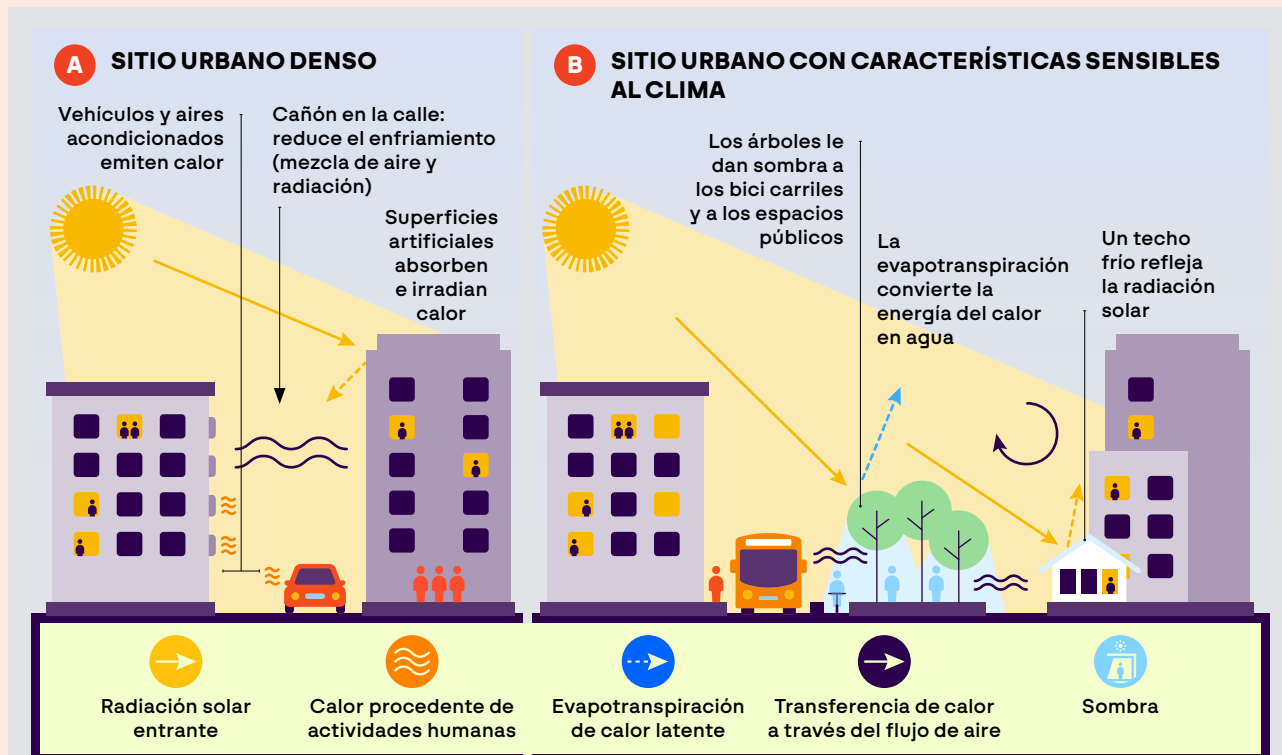 A
SITIO URBANO DENSO
Vehículos y aires
acondicionados
emiten calor
Cañón en la calle:
reduce el enfriamiento
(mezcla de aire y
radiación)
Superficies
artificiales
absorben
e irradian
calor
B
SITIO URBANO CON CARACTERÍSTICAS SENSIBLES
AL CLIMA
Los árboles le
dan sombra a
los bici carriles
y a los espacios
públicos
La
evapotranspiración
convierte la
energía del calor
en agua
Un techo
frío refleja
la radiación
solar
Radiación solar
entrante
Calor procedente de
actividades humanas
Evapotranspiración
de calor latente
Transferencia de calor
a través del flujo de aire
Sombra